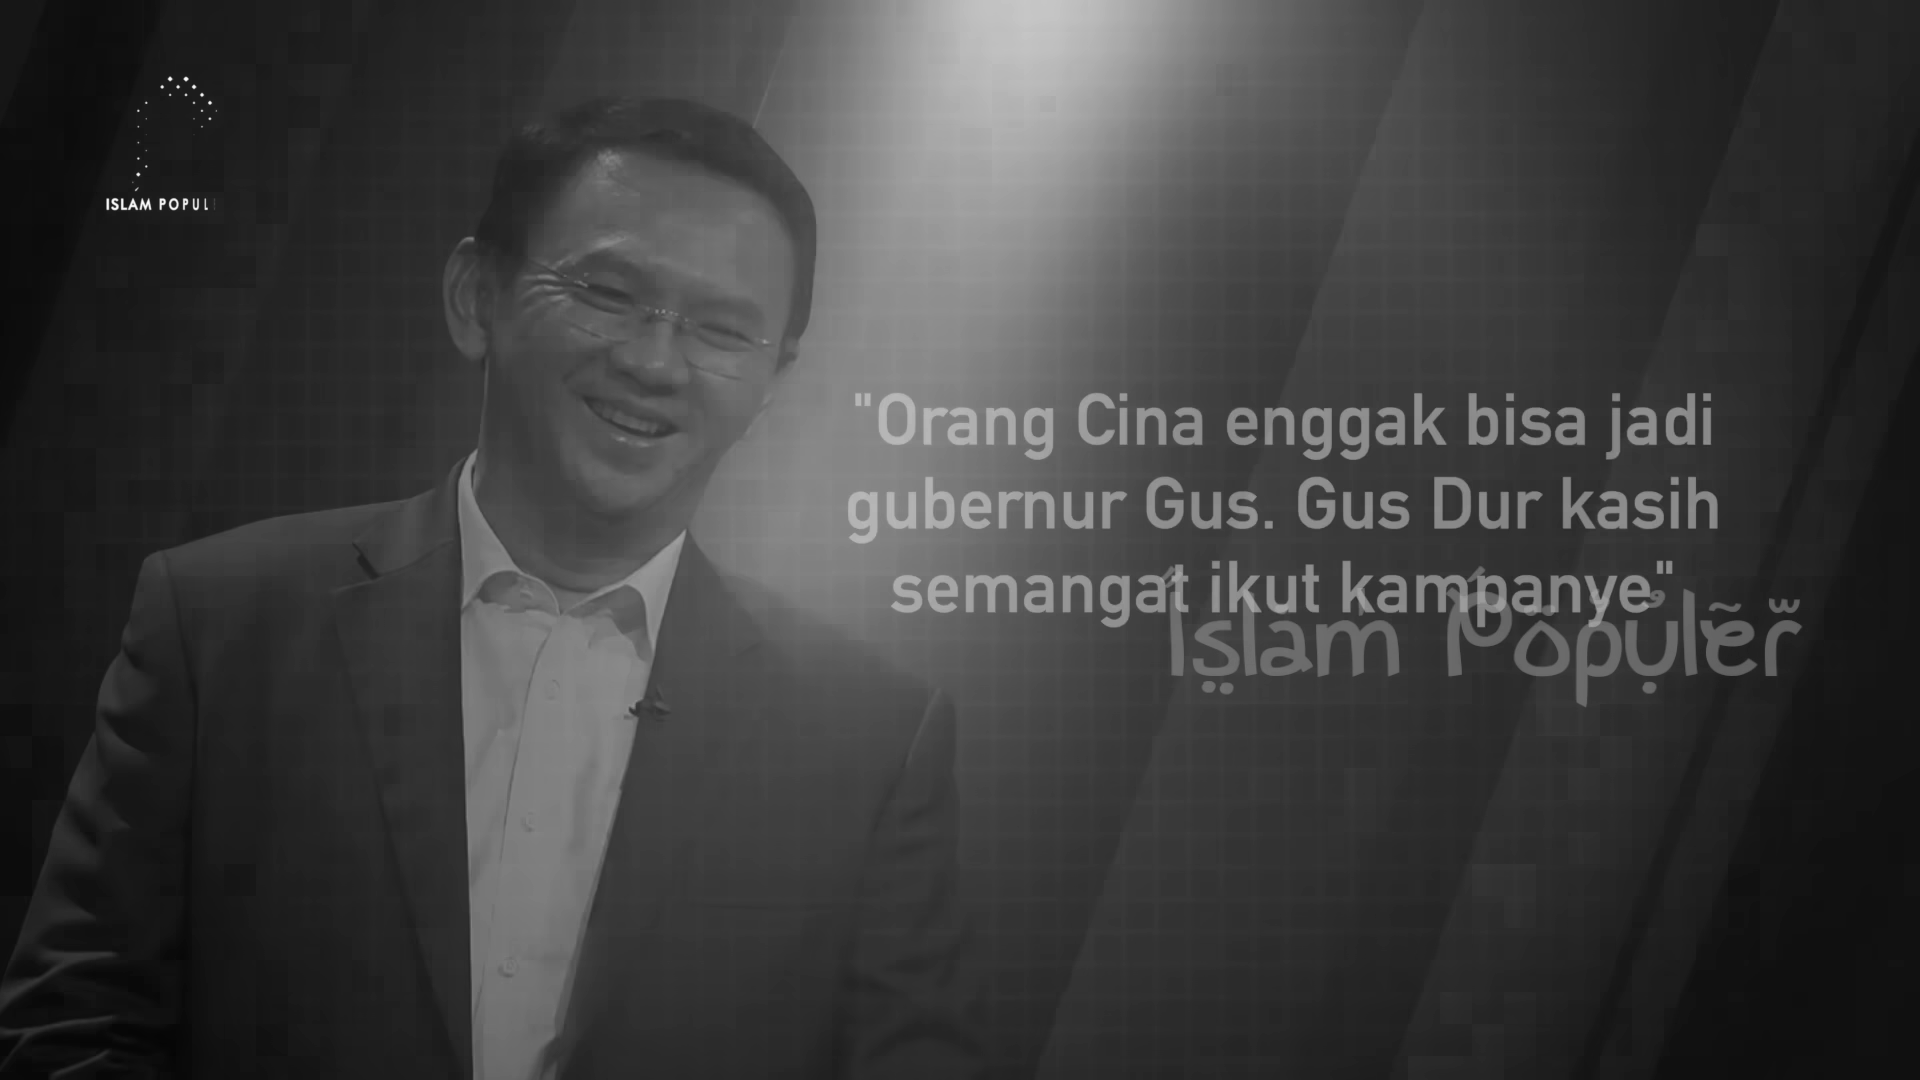 ISLAM POPUL
"Orang Cina enggak bisa jadi
gubernur Gus. Gus Dur kasih
semangat ikut kampanye"
Islam Populer